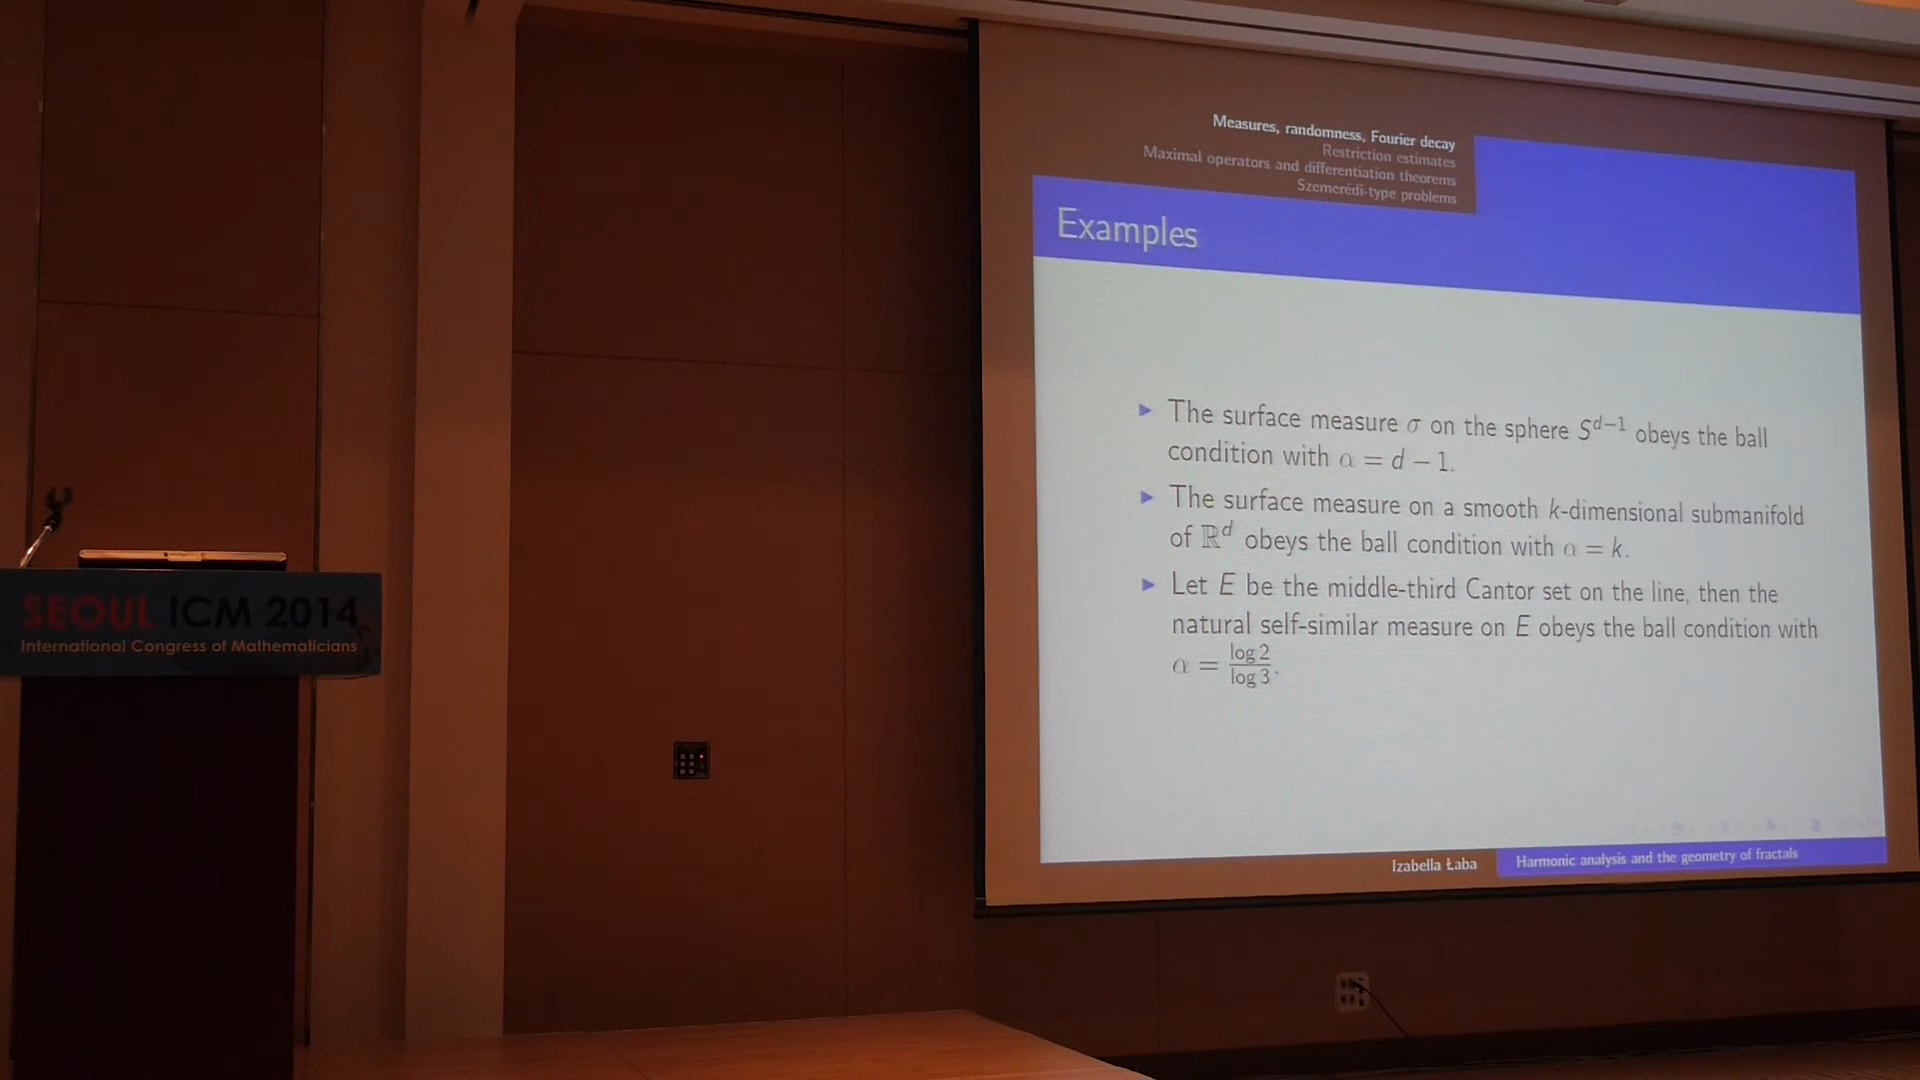 Measures, randomness, Fourier decay
Restriction estimates
Maximal operators and differentiation theorems
Szemerédi-type problems
Examples
▶ The surface measure σ on the sphere S^{d−1} obeys the ball
condition with α = d − 1.
▶ The surface measure on a smooth k-dimensional submanifold
of ℝ^d obeys the ball condition with α = k.
▶ Let E be the middle-third Cantor set on the line, then the
natural self-similar measure on E obeys the ball condition with
α = \frac{log 2}{log 3}.
Izabella Łaba
Harmonic analysis and the geometry of fractals
SEOUL ICM 2014
International Congress of Mathematicians